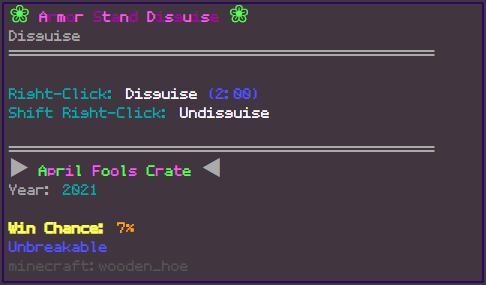 ❀ Armor Stand Disguise ❀
Disguise
Right-Click: Disguise (2:00)
Shift Right-Click: Undisguise
▶ April Fools Crate ◀
Year: 2021
Win Chance: 7%
Unbreakable
minecraft:wooden_hoe